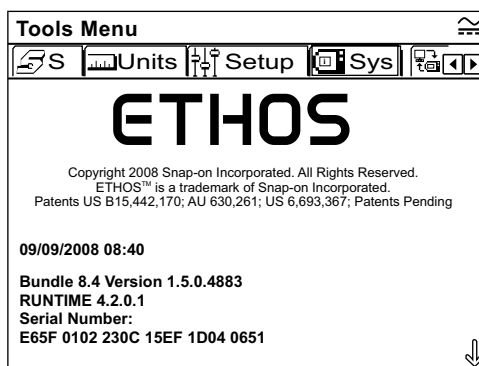 Tools Menu
S Units Setup Sys
ETHOS
Copyright 2008 Snap-on Incorporated. All Rights Reserved.
ETHOS™ is a trademark of Snap-on Incorporated.
Patents US B15,442,170; AU 630,261; US 6,693,367; Patents Pending
09/09/2008 08:40
Bundle 8.4 Version 1.5.0.4883
RUNTIME 4.2.0.1
Serial Number:
E65F 0102 230C 15EF 1D04 0651